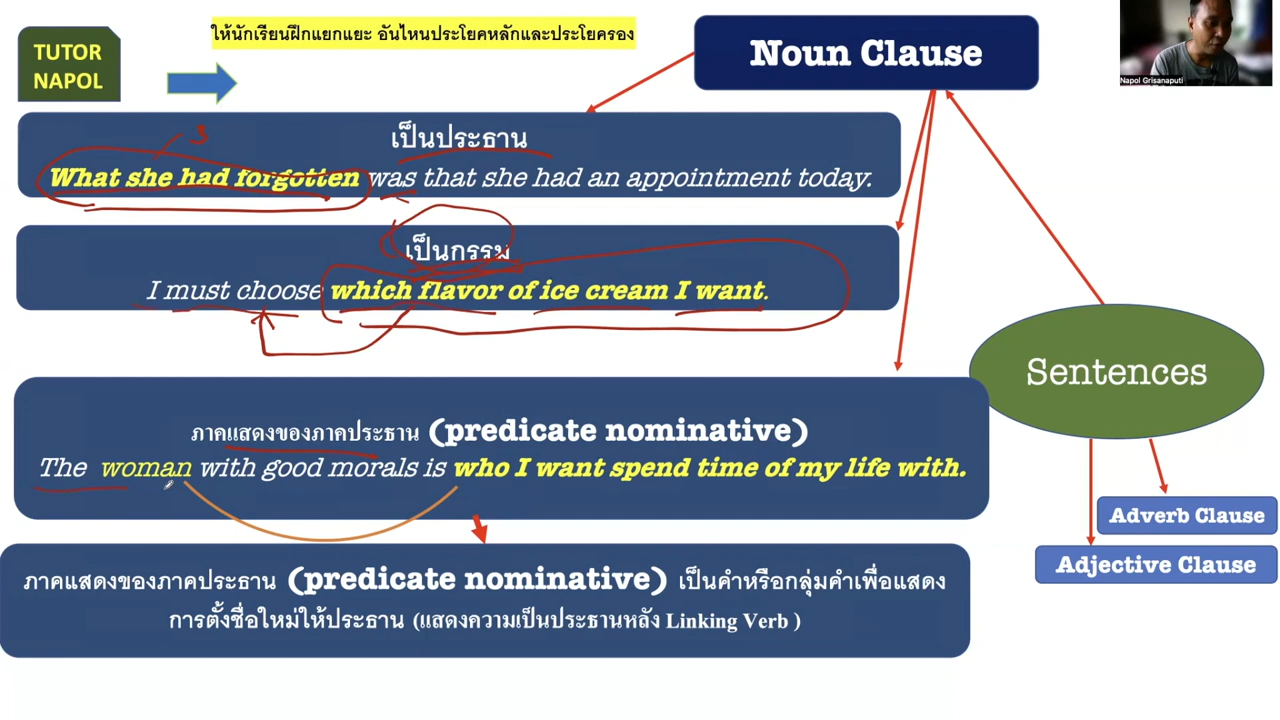 ให้นักเรียนฝึกแยกแยะ อันไหนประโยคหลักและประโยครอง
TUTOR
NAPOL
Noun Clause
Napol Grisanaputi
3
เป็นประธาน
What she had forgotten was that she had an appointment today.
เป็นกรรม
I must choose which flavor of ice cream I want.
Sentences
ภาคแสดงของภาคประธาน (predicate nominative)
The woman with good morals is who I want spend time of my life with.
Adverb Clause
Adjective Clause
ภาคแสดงของภาคประธาน (predicate nominative) เป็นคำหรือกลุ่มคำเพื่อแสดง
การตั้งชื่อใหม่ให้ประธาน (แสดงความเป็นประธานหลัง Linking Verb )